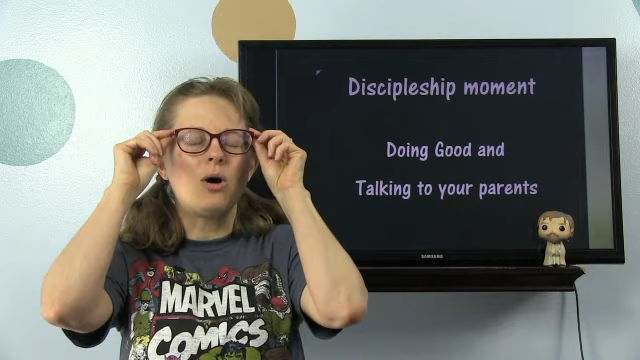 Discipleship moment
Doing Good and
Talking to your parents
SAMSUNG
MARVEL
COMICS